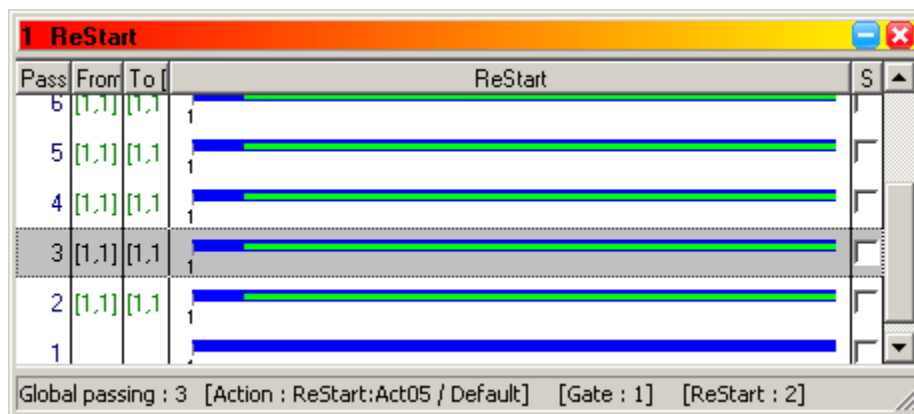 1 ReStart
Pass From To [ ReStart S
6 [1,1] [1,1 1
5 [1,1] [1,1 1
4 [1,1] [1,1 1
3 [1,1] [1,1 1
2 [1,1] [1,1 1
1
Global passing : 3 [Action : ReStart:Act05 / Default] [Gate : 1] [ReStart : 2]